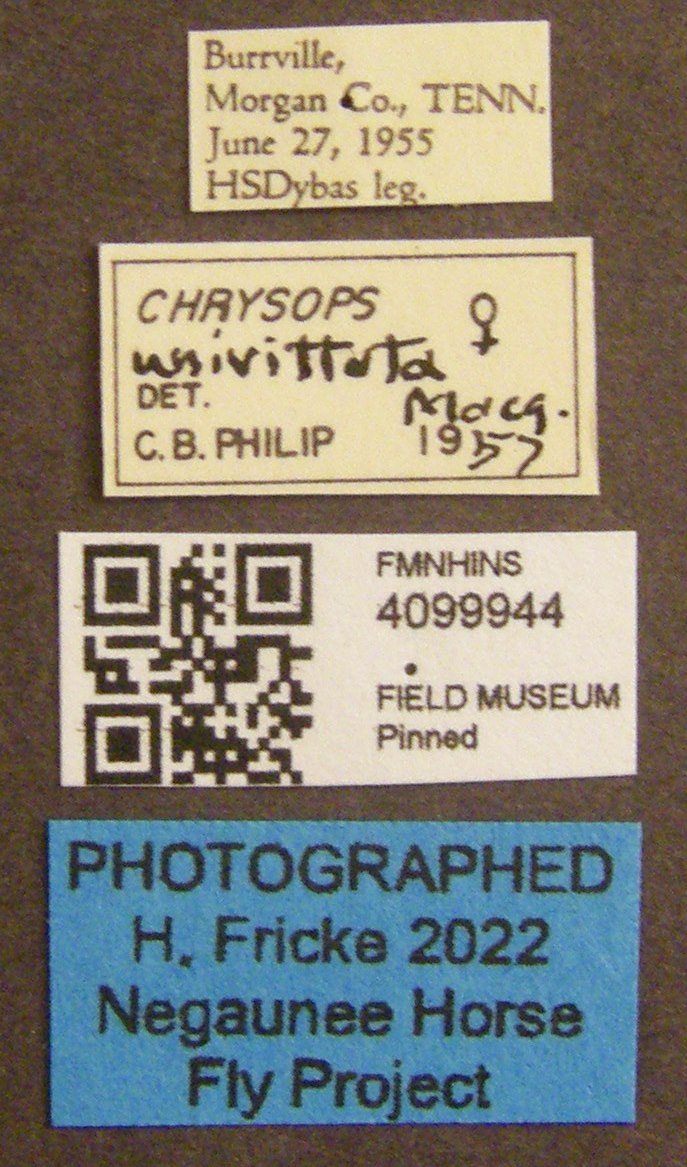 Burrville,
Morgan Co., TENN.
June 27, 1955
HSDybas leg.
CHRYSOPS ♀
univittata
Macq.
DET.
C. B. PHILIP 1957
FMNHINS
4099944
FIELD MUSEUM
Pinned
PHOTOGRAPHED
H. Fricke 2022
Negaunee Horse
Fly Project